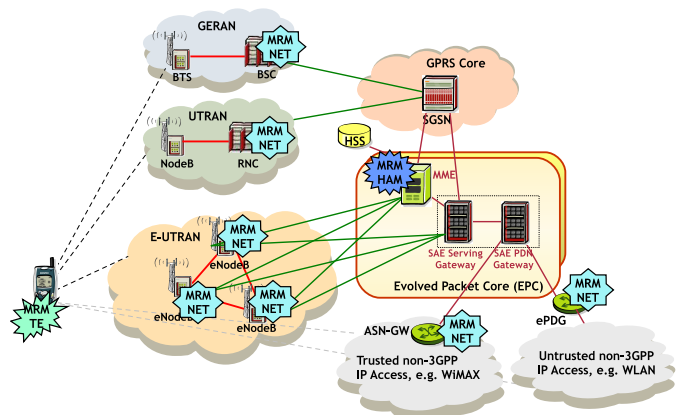 GERAN
MRM
NET
BTS
BSC
GPRS Core
SGSN
UTRAN
MRM
NET
NodeB
RNC
HSS
MRM
HAM
MME
E-UTRAN
MRM
NET
eNodeB
SAE Serving
Gateway
SAE PDN
Gateway
Evolved Packet Core (EPC)
MRM
NET
eNodeB
MRM
NET
eNodeB
MRM
TE
MRM
NET
ePDG
ASN-GW
MRM
NET
Trusted non-3GPP
IP Access, e.g. WiMAX
Untrusted non-3GPP
IP Access, e.g. WLAN